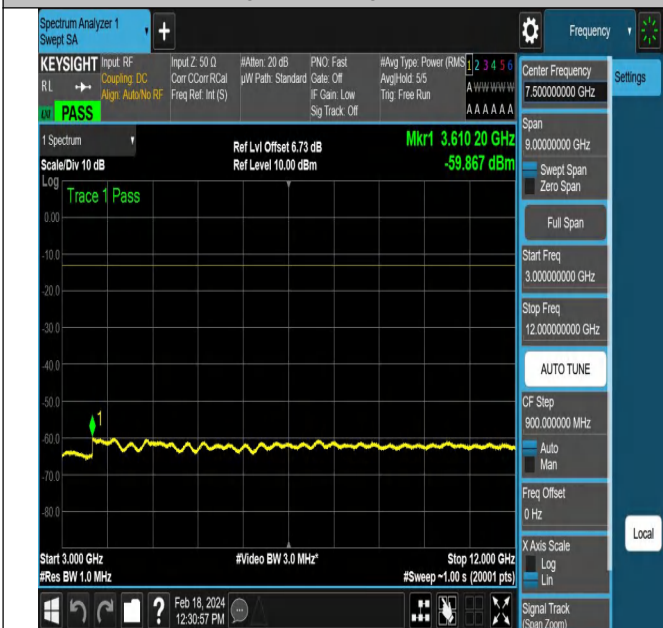 Spectrum Analyzer 1
Swept SA
+
Frequency
KEYSIGHT
RL
PASS
Input: RF
Coupling: DC
Align: Auto/No RF
Input Z: 50 Ω
Corr CCorr RCal
Freq Ref: Int (S)
#Atten: 20 dB
µW Path: Standard
PNO: Fast
Gate: Off
IF Gain: Low
Sig Track: Off
#Avg Type: Power (RMS
Avg|Hold: 5/5
Trig: Free Run
1 2 3 4 5 6
A W W W W W
A A A A A A
1 Spectrum
Scale/Div 10 dB
Ref Lvl Offset 6.73 dB
Ref Level 10.00 dBm
Mkr1 3.610 20 GHz
-59.867 dBm
Log
Trace 1 Pass
0.00
-10.0
-20.0
-30.0
-40.0
-50.0
-60.0
-70.0
-80.0
1
Start 3.000 GHz
#Res BW 1.0 MHz
#Video BW 3.0 MHz*
Stop 12.000 GHz
#Sweep ~1.00 s (20001 pts)
?
Feb 18, 2024
12:30:57 PM
Center Frequency
7.500000000 GHz
Settings
Span
9.00000000 GHz
Swept Span
Zero Span
Full Span
Start Freq
3.000000000 GHz
Stop Freq
12.000000000 GHz
AUTO TUNE
CF Step
900.000000 MHz
Auto
Man
Freq Offset
0 Hz
X Axis Scale
Log
Lin
Local
Signal Track
(Span Zoom)